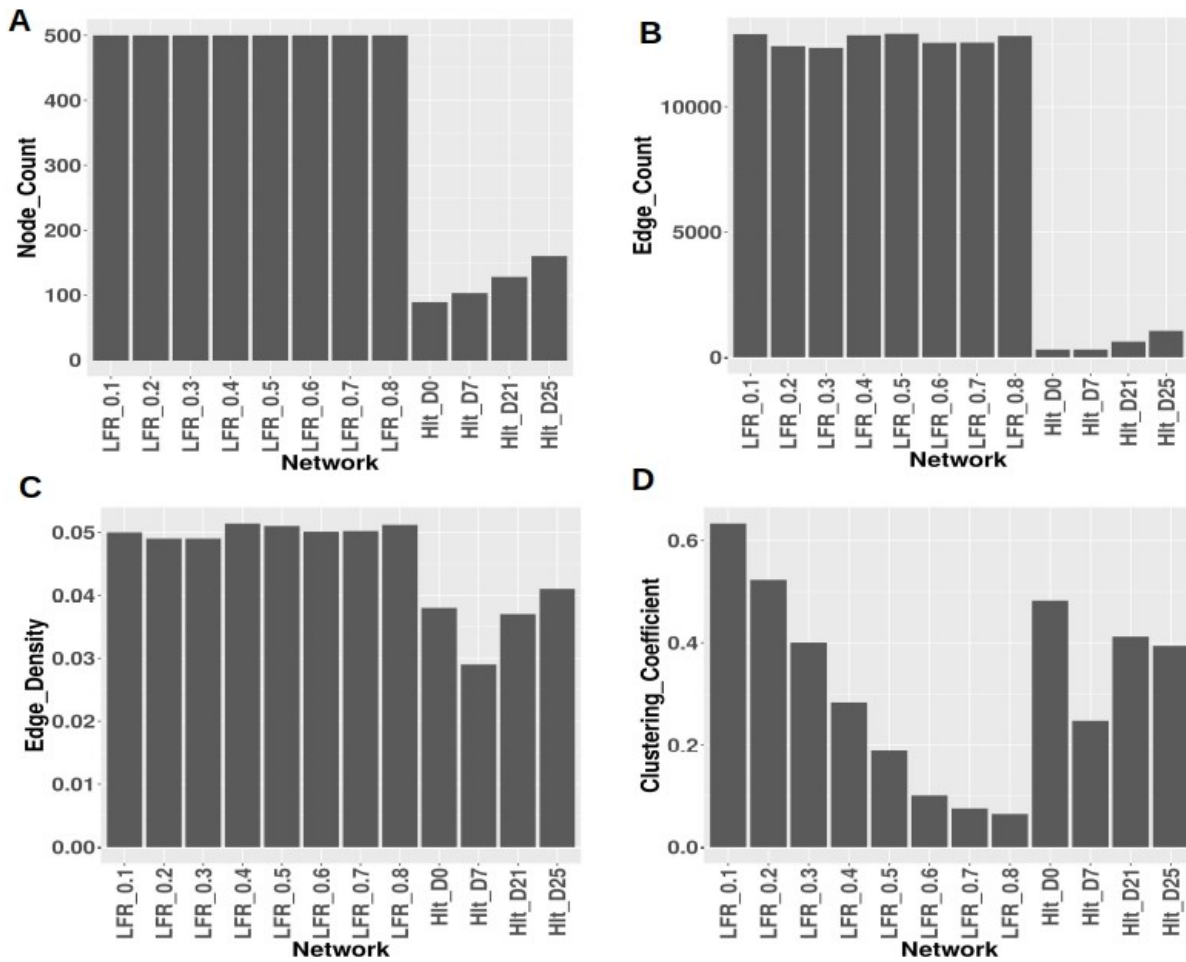 A
Node_Count
500
400
300
200
100
0
LFR_0.1
LFR_0.2
LFR_0.3
LFR_0.4
LFR_0.5
LFR_0.6
LFR_0.7
LFR_0.8
Hlt_D0
Hlt_D7
Hlt_D21
Hlt_D25
Network
B
Edge_Count
10000
5000
0
LFR_0.1
LFR_0.2
LFR_0.3
LFR_0.4
LFR_0.5
LFR_0.6
LFR_0.7
LFR_0.8
Hlt_D0
Hlt_D7
Hlt_D21
Hlt_D25
Network
C
Edge_Density
0.05
0.04
0.03
0.02
0.01
0.00
LFR_0.1
LFR_0.2
LFR_0.3
LFR_0.4
LFR_0.5
LFR_0.6
LFR_0.7
LFR_0.8
Hlt_D0
Hlt_D7
Hlt_D21
Hlt_D25
Network
D
Clustering_Coefficient
0.6
0.4
0.2
0.0
LFR_0.1
LFR_0.2
LFR_0.3
LFR_0.4
LFR_0.5
LFR_0.6
LFR_0.7
LFR_0.8
Hlt_D0
Hlt_D7
Hlt_D21
Hlt_D25
Network